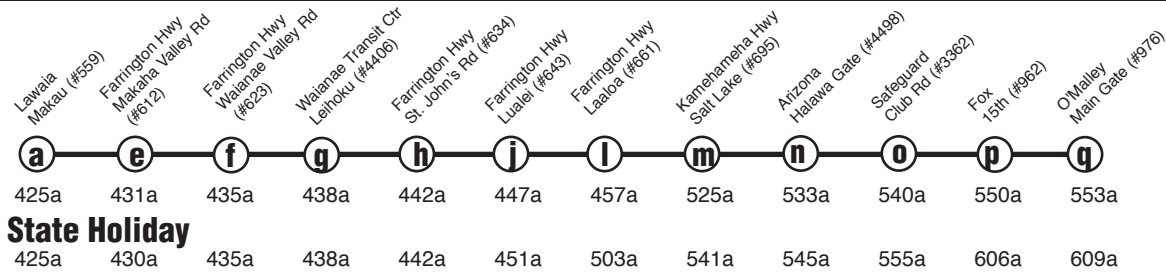 Lawaia
Makau (#559)
Farrington Hwy
Makaha Valley Rd
(#612)
Farrington Hwy
Waianae Valley Rd
(#623)
Waianae Transit Ctr
Leihoku (#4406)
Farrington Hwy
St. John's Rd (#634)
Farrington Hwy
Lualei (#643)
Farrington Hwy
Laaloa (#661)
Kamehameha Hwy
Salt Lake (#695)
Arizona
Halawa Gate (#4498)
Safeguard
Club Rd (#3362)
Fox
15th (#962)
O'Malley
Main Gate (#976)
a e f g h j l m n o p q
425a 431a 435a 438a 442a 447a 457a 525a 533a 540a 550a 553a
State Holiday
425a 430a 435a 438a 442a 451a 503a 541a 545a 555a 606a 609a